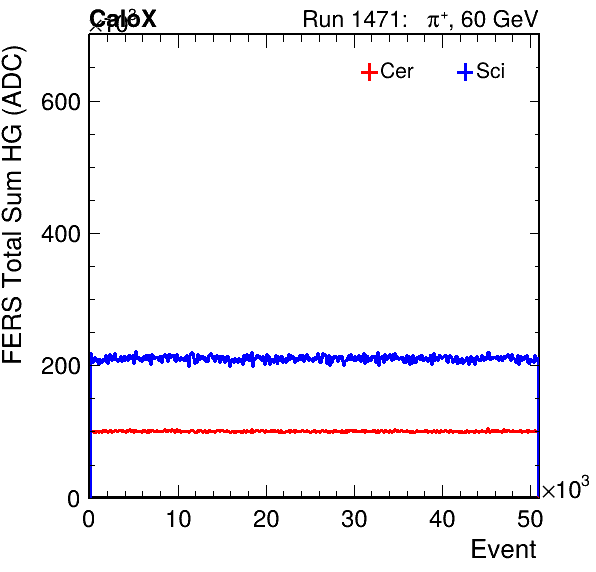 CaloX
×10³
Run 1471: π⁺, 60 GeV
FERS Total Sum HG (ADC)
Cer
Sci
600
400
200
0
0 10 20 30 40 50
×10³
Event